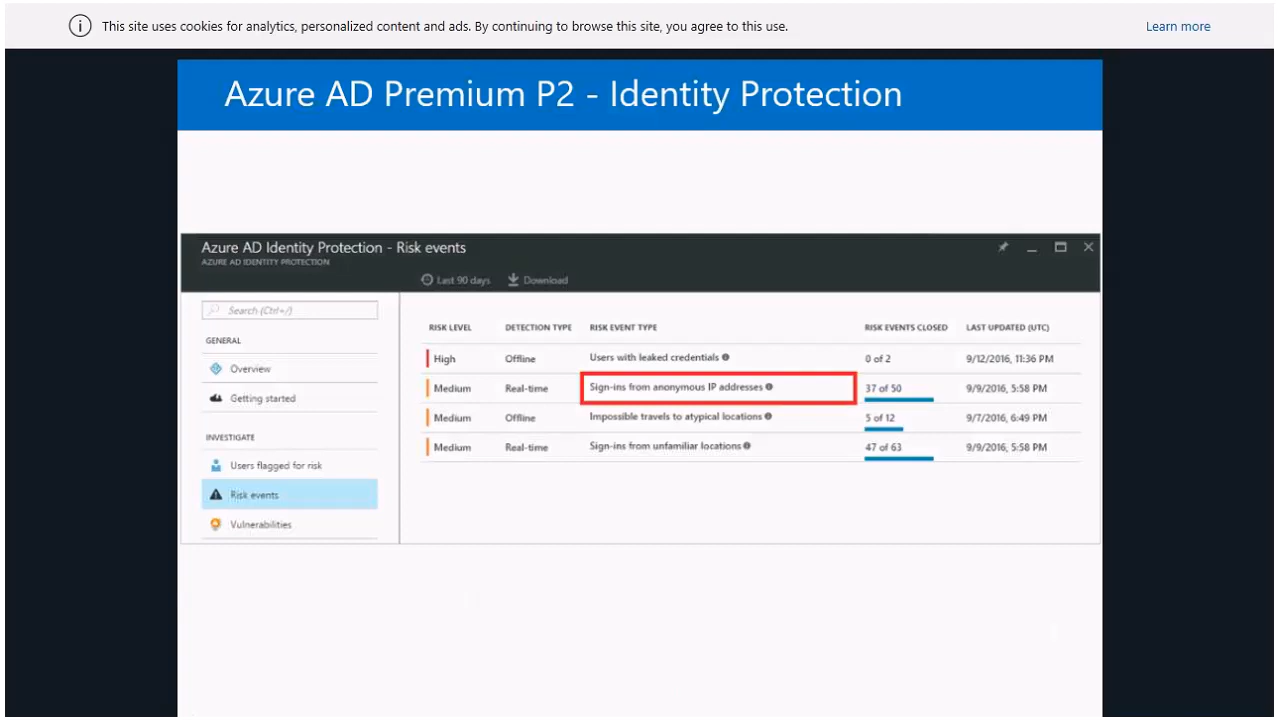 This site uses cookies for analytics, personalized content and ads. By continuing to browse this site, you agree to this use. Learn more
Azure AD Premium P2 - Identity Protection
Azure AD Identity Protection - Risk events
AZURE AD IDENTITY PROTECTION
Last 90 days Download
Search (Ctrl+/)
GENERAL
Overview
Getting started
INVESTIGATE
Users flagged for risk
Risk events
Vulnerabilities
RISK LEVEL DETECTION TYPE RISK EVENT TYPE RISK EVENTS CLOSED LAST UPDATED (UTC)
High Offline Users with leaked credentials 0 of 2 9/12/2016, 11:36 PM
Medium Real-time Sign-ins from anonymous IP addresses 37 of 50 9/9/2016, 5:58 PM
Medium Offline Impossible travels to atypical locations 5 of 12 9/7/2016, 6:49 PM
Medium Real-time Sign-ins from unfamiliar locations 47 of 63 9/9/2016, 5:58 PM